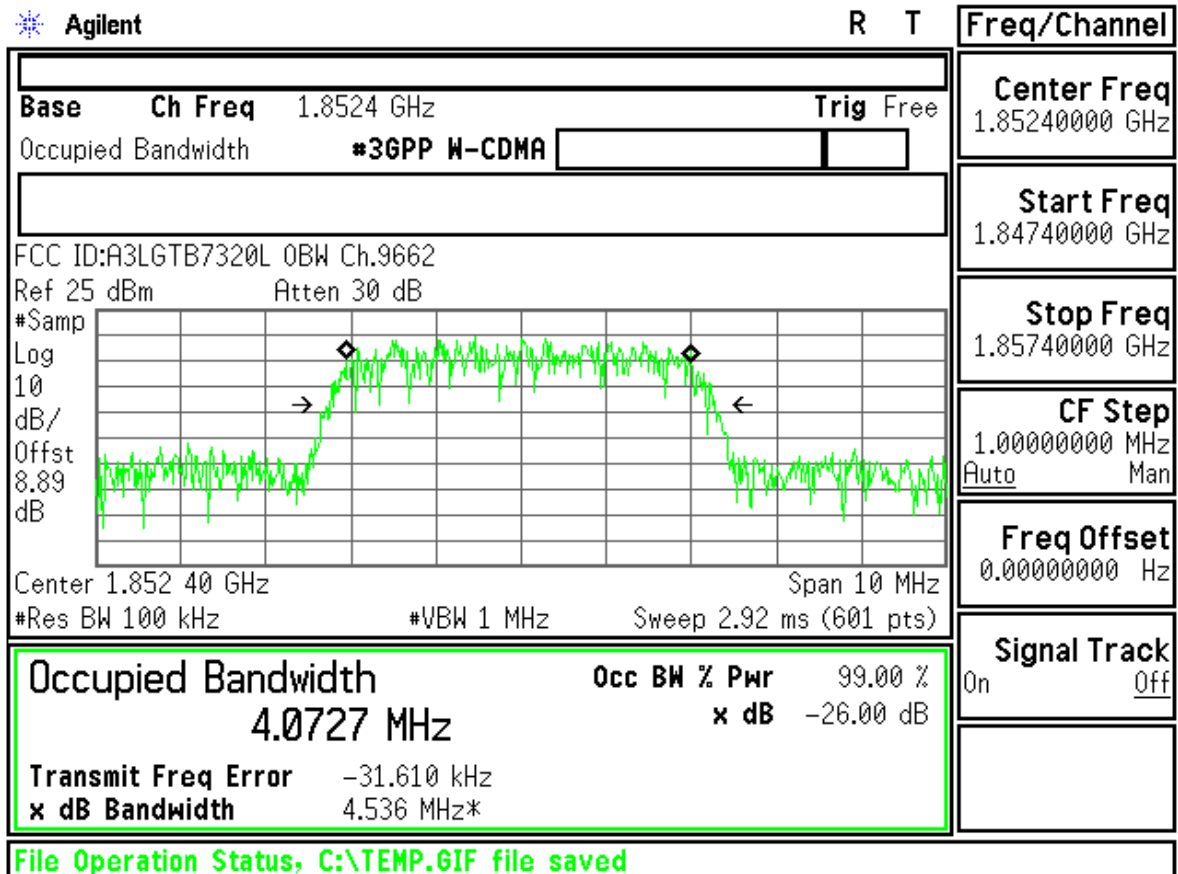 Agilent R T Freq/Channel
Base Ch Freq 1.8524 GHz Trig Free
Occupied Bandwidth #3GPP W-CDMA
FCC ID:A3LGTB7320L OBW Ch.9662
Ref 25 dBm Atten 30 dB
#Samp
Log
10
dB/
Offst
8.89
dB
Center 1.852 40 GHz Span 10 MHz
#Res BW 100 kHz #VBW 1 MHz Sweep 2.92 ms (601 pts)
Occupied Bandwidth
4.0727 MHz
Occ BW % Pwr 99.00 %
x dB -26.00 dB
Transmit Freq Error -31.610 kHz
x dB Bandwidth 4.536 MHz*
Center Freq
1.85240000 GHz
Start Freq
1.84740000 GHz
Stop Freq
1.85740000 GHz
CF Step
1.00000000 MHz
Auto Man
Freq Offset
0.00000000 Hz
Signal Track
On Off
File Operation Status, C:\TEMP.GIF file saved